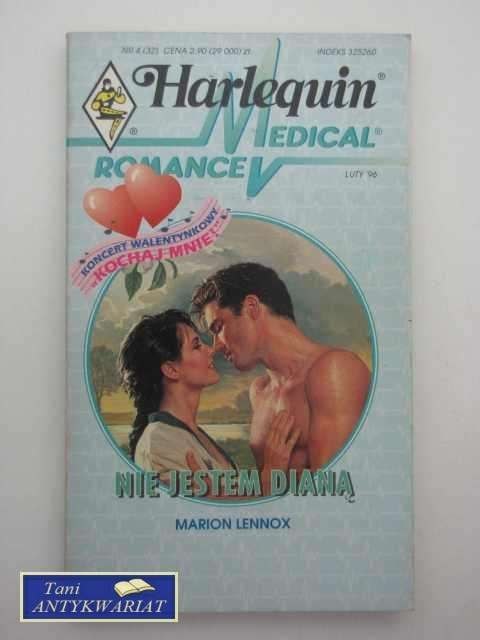 NR 4 (32) CENA 2.90 (29 000) zł
INDEKS 325260
Harlequin®
MEDICAL®
ROMANCE
LUTY '96
®
KONCERT WALENTYNKOWY
"KOCHAJ MNIE!"
NIE JESTEM DIANĄ
MARION LENNOX
Tani
ANTYKWARIAT